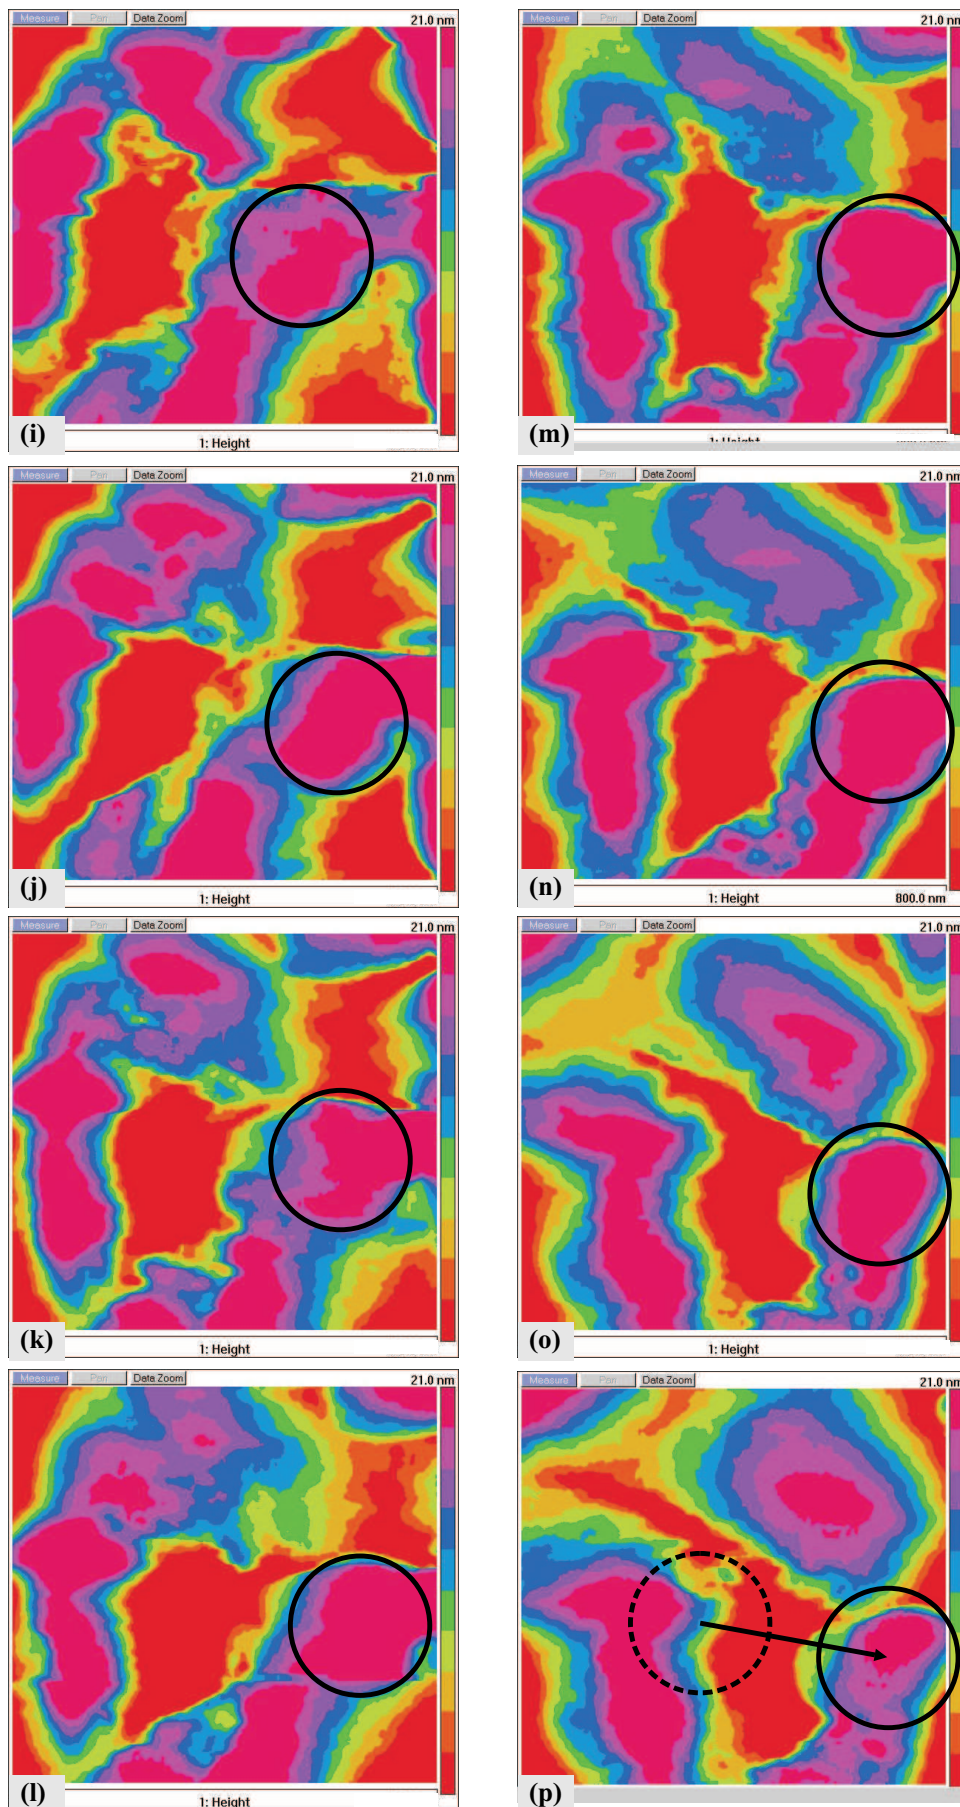 Measure Pan Data Zoom 21.0 nm
(i) 1: Height
Measure Pan Data Zoom 21.0 nm
(m) 1: Height
Measure Pan Data Zoom 21.0 nm
(j) 1: Height
Measure Pan Data Zoom 21.0 nm
(n) 1: Height 800.0 nm
Measure Pan Data Zoom 21.0 nm
(k) 1: Height
Measure Pan Data Zoom 21.0 nm
(o) 1: Height
Measure Pan Data Zoom 21.0 nm
(l) 1: Height
Measure Pan Data Zoom 21.0 nm
(p)